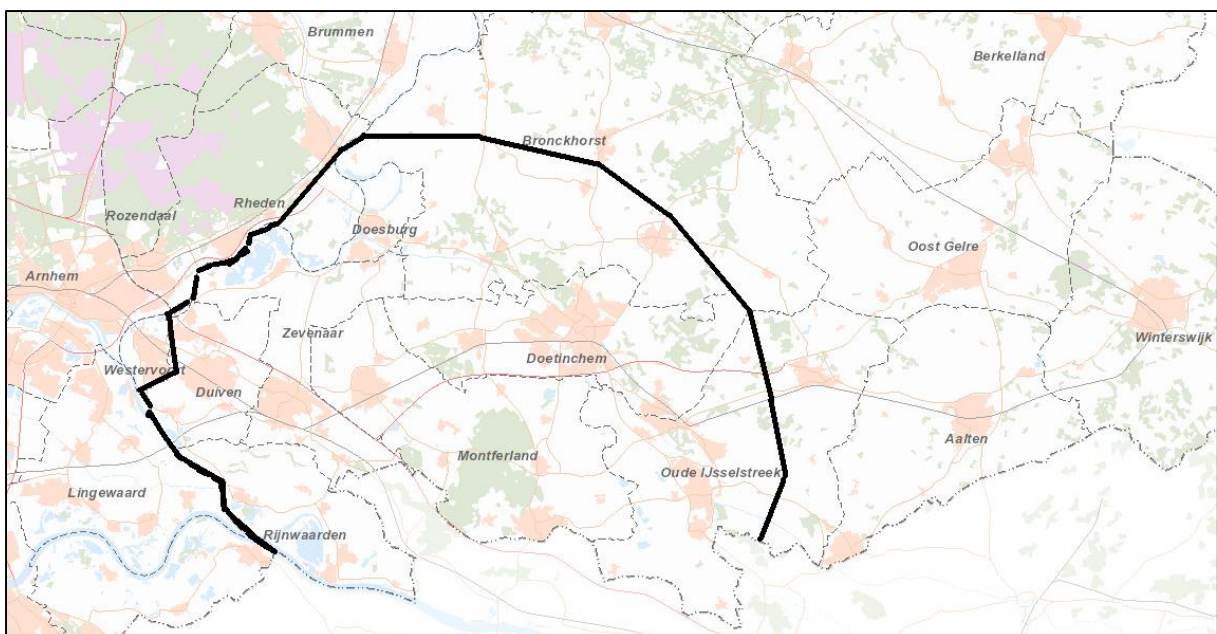 Brummen
Berkelland
Bronckhorst
Rheden
Rozendaal
Doesburg
Oost Gelre
Arnhem
Zevenaar
Winterswijk
Doetinchem
Westervoort
Duiven
Aalten
Montferland
Oude IJsselstreek
Lingewaard
Rijnwaarden